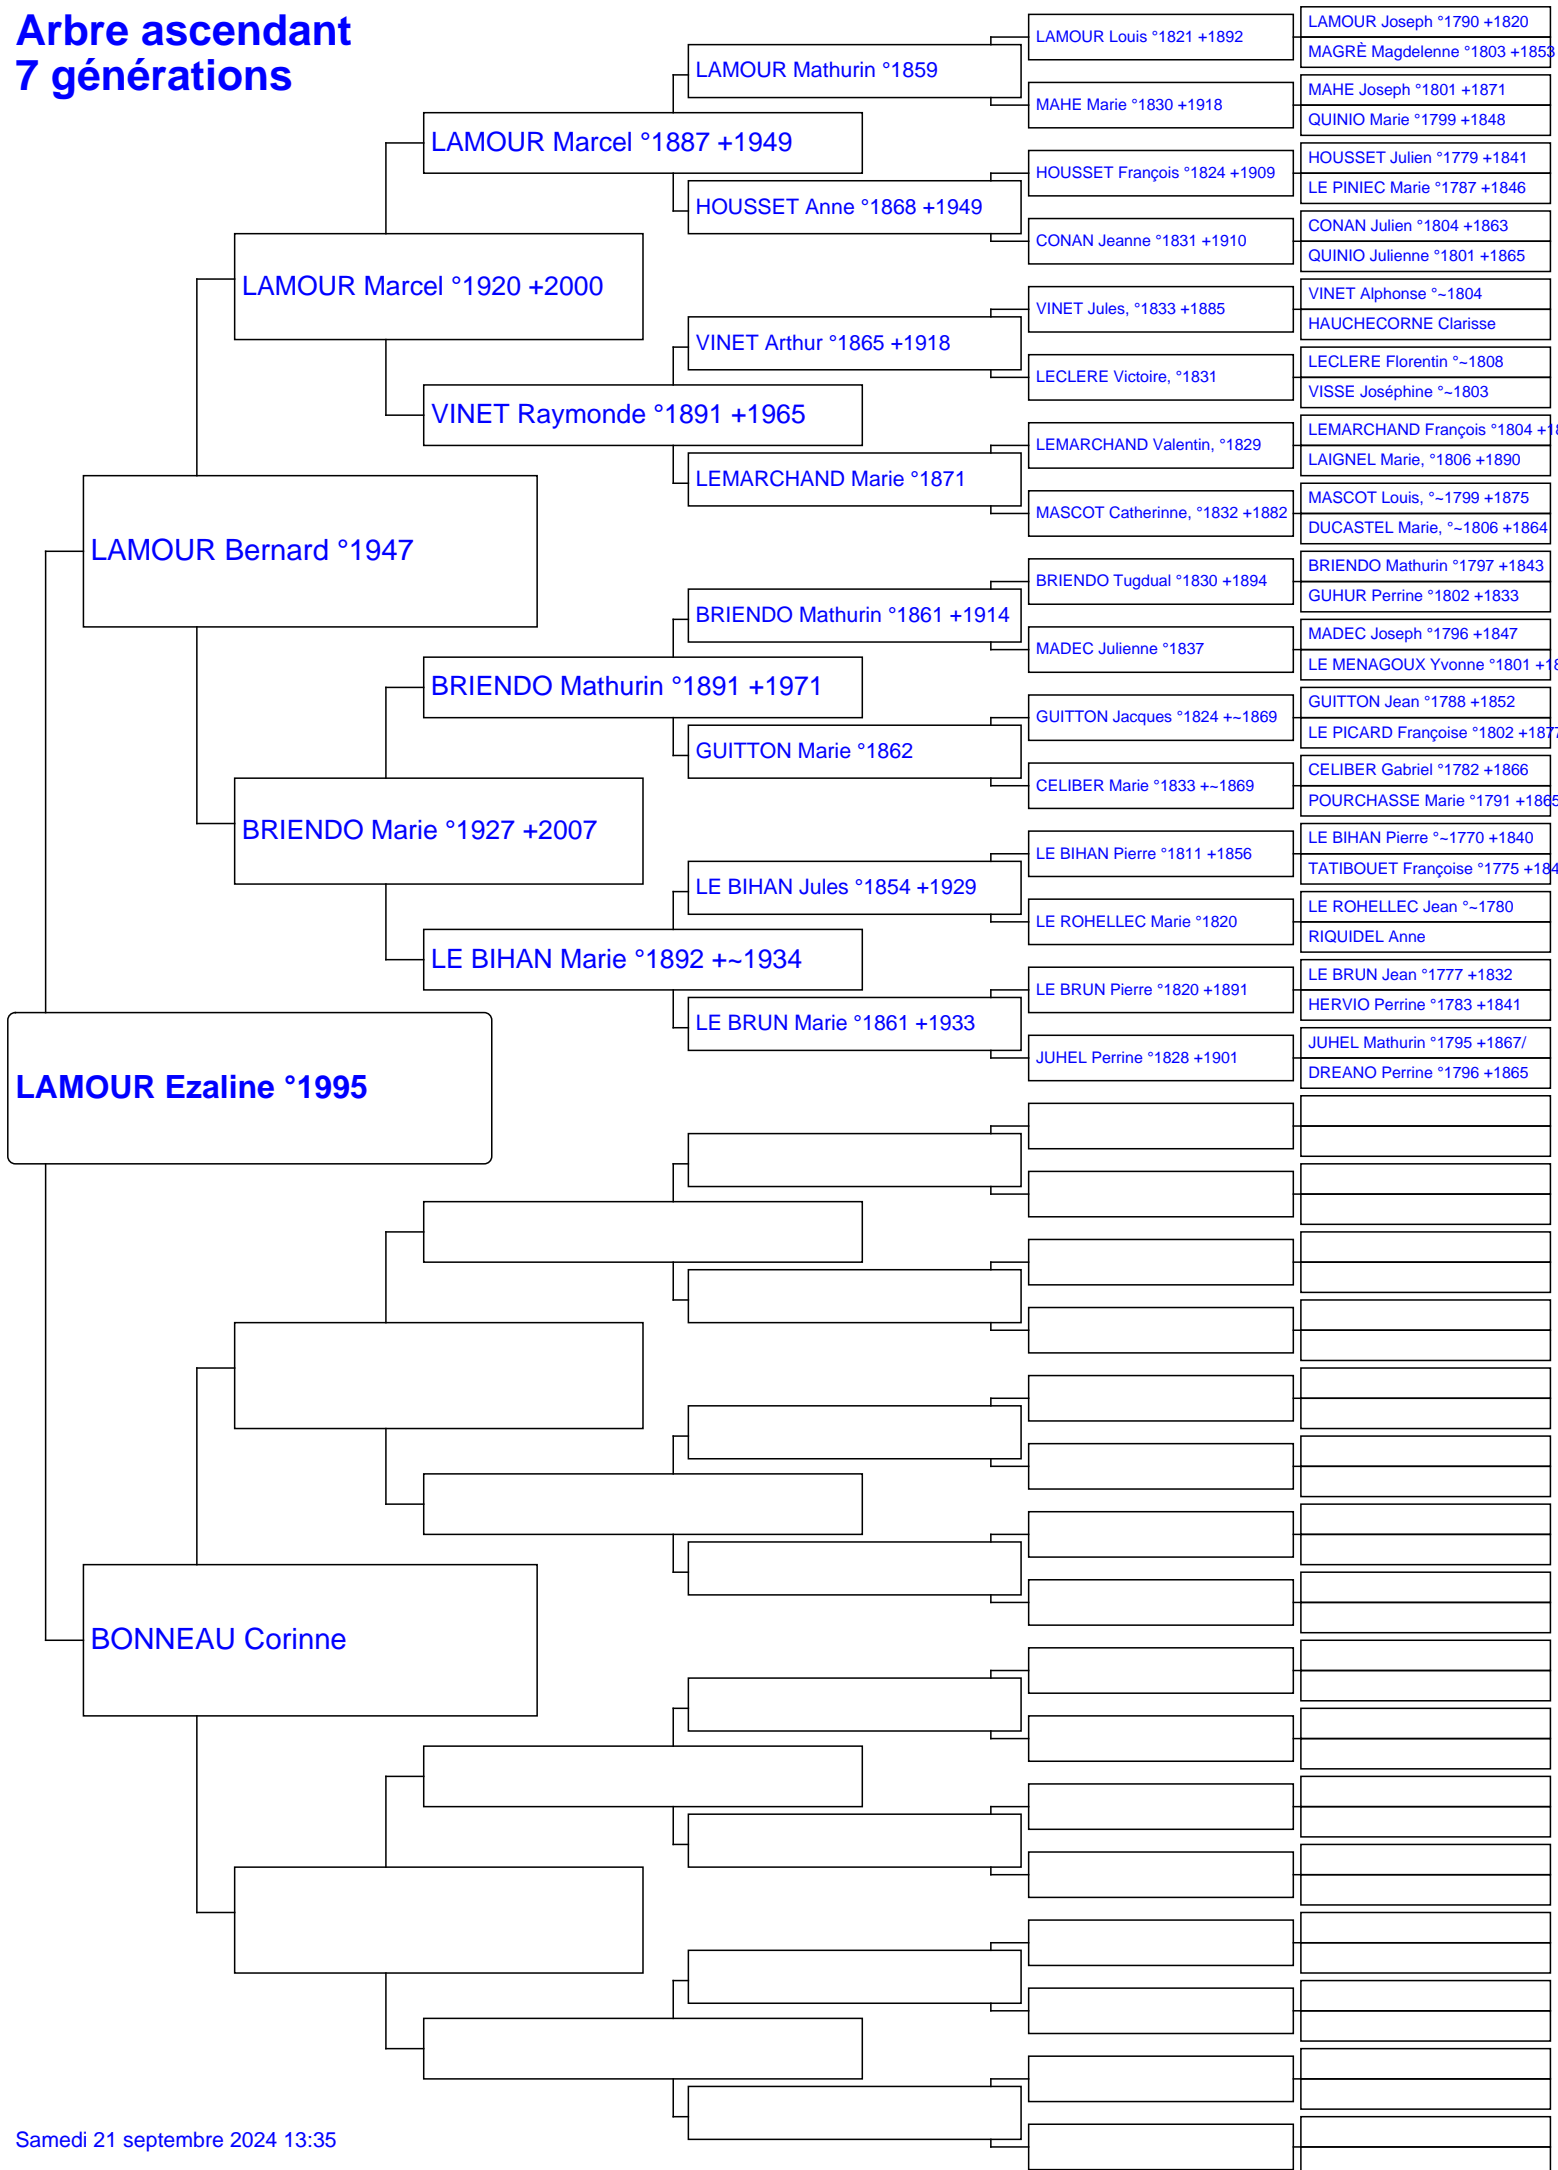 Arbre ascendant
7 générations
LAMOUR Ezaline °1995
LAMOUR Bernard °1947
BONNEAU Corinne
LAMOUR Marcel °1920 +2000
BRIENDO Marie °1927 +2007
LAMOUR Marcel °1887 +1949
VINET Raymonde °1891 +1965
BRIENDO Mathurin °1891 +1971
LE BIHAN Marie °1892 +~1934
LAMOUR Mathurin °1859
HOUSSET Anne °1868 +1949
VINET Arthur °1865 +1918
LEMARCHAND Marie °1871
BRIENDO Mathurin °1861 +1914
GUITTON Marie °1862
LE BIHAN Jules °1854 +1929
LE BRUN Marie °1861 +1933
LAMOUR Louis °1821 +1892
MAHE Marie °1830 +1918
HOUSSET François °1824 +1909
CONAN Jeanne °1831 +1910
VINET Jules, °1833 +1885
LECLERE Victoire, °1831
LEMARCHAND Valentin, °1829
MASCOT Catherinne, °1832 +1882
BRIENDO Tugdual °1830 +1894
MADEC Julienne °1837
GUITTON Jacques °1824 +~1869
CELIBER Marie °1833 +~1869
LE BIHAN Pierre °1811 +1856
LE ROHELLEC Marie °1820
LE BRUN Pierre °1820 +1891
JUHEL Perrine °1828 +1901
LAMOUR Joseph °1790 +1820
MAGRÈ Magdelenne °1803 +1853
MAHE Joseph °1801 +1871
QUINIO Marie °1799 +1848
HOUSSET Julien °1779 +1841
LE PINIEC Marie °1787 +1846
CONAN Julien °1804 +1863
QUINIO Julienne °1801 +1865
VINET Alphonse °~1804
HAUCHECORNE Clarisse
LECLERE Florentin °~1808
VISSE Joséphine °~1803
LEMARCHAND François °1804
LAIGNEL Marie, °1806 +1890
MASCOT Louis, °~1799 +1875
DUCASTEL Marie, °~1806 +1864
BRIENDO Mathurin °1797 +1843
GUHUR Perrine °1802 +1833
MADEC Joseph °1796 +1847
LE MENAGOUX Yvonne °1801
GUITTON Jean °1788 +1852
LE PICARD Françoise °1802 +1877
CELIBER Gabriel °1782 +1866
POURCHASSE Marie °1791 +1865
LE BIHAN Pierre °~1770 +1840
TATIBOUET Françoise °1775
LE ROHELLEC Jean °~1780
RIQUIDEL Anne
LE BRUN Jean °1777 +1832
HERVIO Perrine °1783 +1841
JUHEL Mathurin °1795 +1867/
DREANO Perrine °1796 +1865
Samedi 21 septembre 2024 13:35